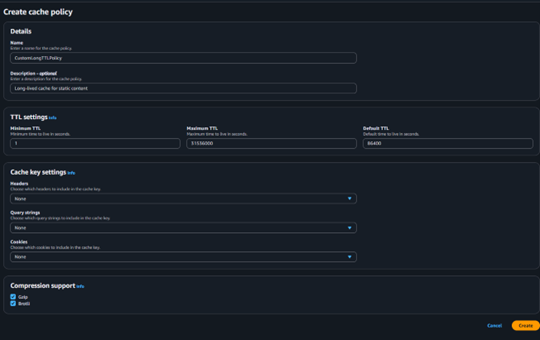 Create cache policy
Details
Name
Enter a name for the cache policy.
CustomLongTTLPolicy
Description - optional
Enter a description for the cache policy.
Long-lived cache for static content
TTL settings Info
Minimum TTL
Minimum time to live in seconds.
1
Maximum TTL
Maximum time to live in seconds.
31536000
Default TTL
Default time to live in seconds.
86400
Cache key settings Info
Headers
Choose which headers to include in the cache key.
None
Query strings
Choose which query strings to include in the cache key.
None
Cookies
Choose which cookies to include in the cache key.
None
Compression support Info
Gzip
Brotli
Cancel
Create